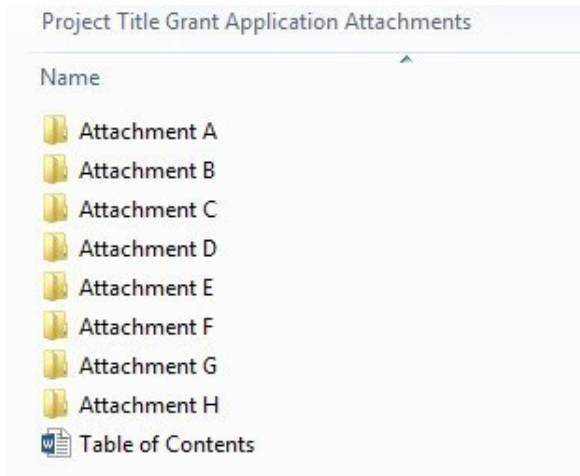 Project Title Grant Application Attachments
Name
Attachment A
Attachment B
Attachment C
Attachment D
Attachment E
Attachment F
Attachment G
Attachment H
Table of Contents